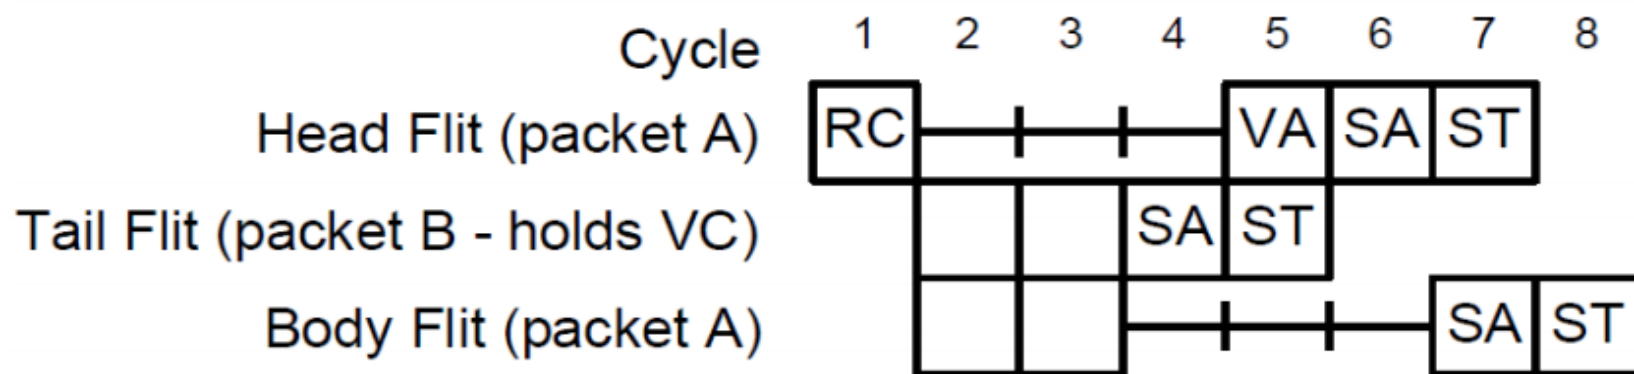 Cycle 1 2 3 4 5 6 7 8
Head Flit (packet A) RC VA SA ST
Tail Flit (packet B - holds VC) SA ST
Body Flit (packet A) SA ST